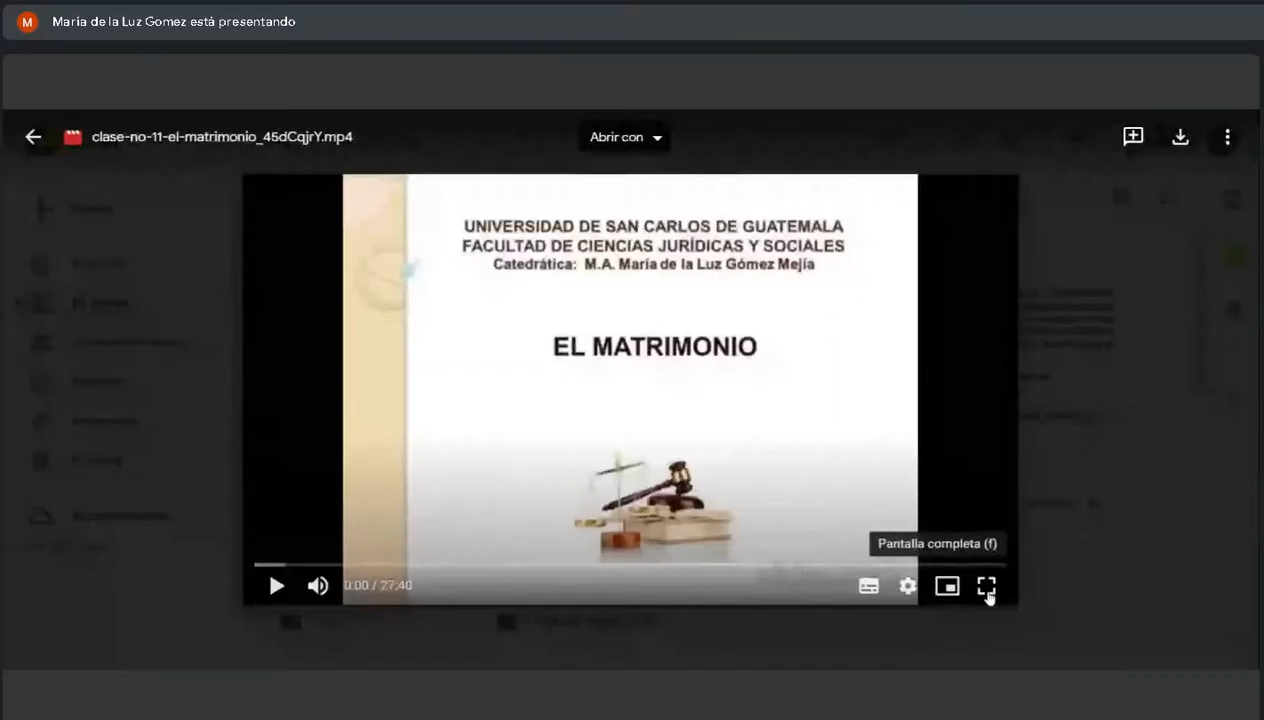 M
María de la Luz Gomez está presentando
clase-no-11-el-matrimonio_45dCqjrY.mp4
Abrir con
UNIVERSIDAD DE SAN CARLOS DE GUATEMALA
FACULTAD DE CIENCIAS JURÍDICAS Y SOCIALES
Catedrática: M.A. María de la Luz Gómez Mejía
EL MATRIMONIO
Pantalla completa (f)
0:00 / 27:40